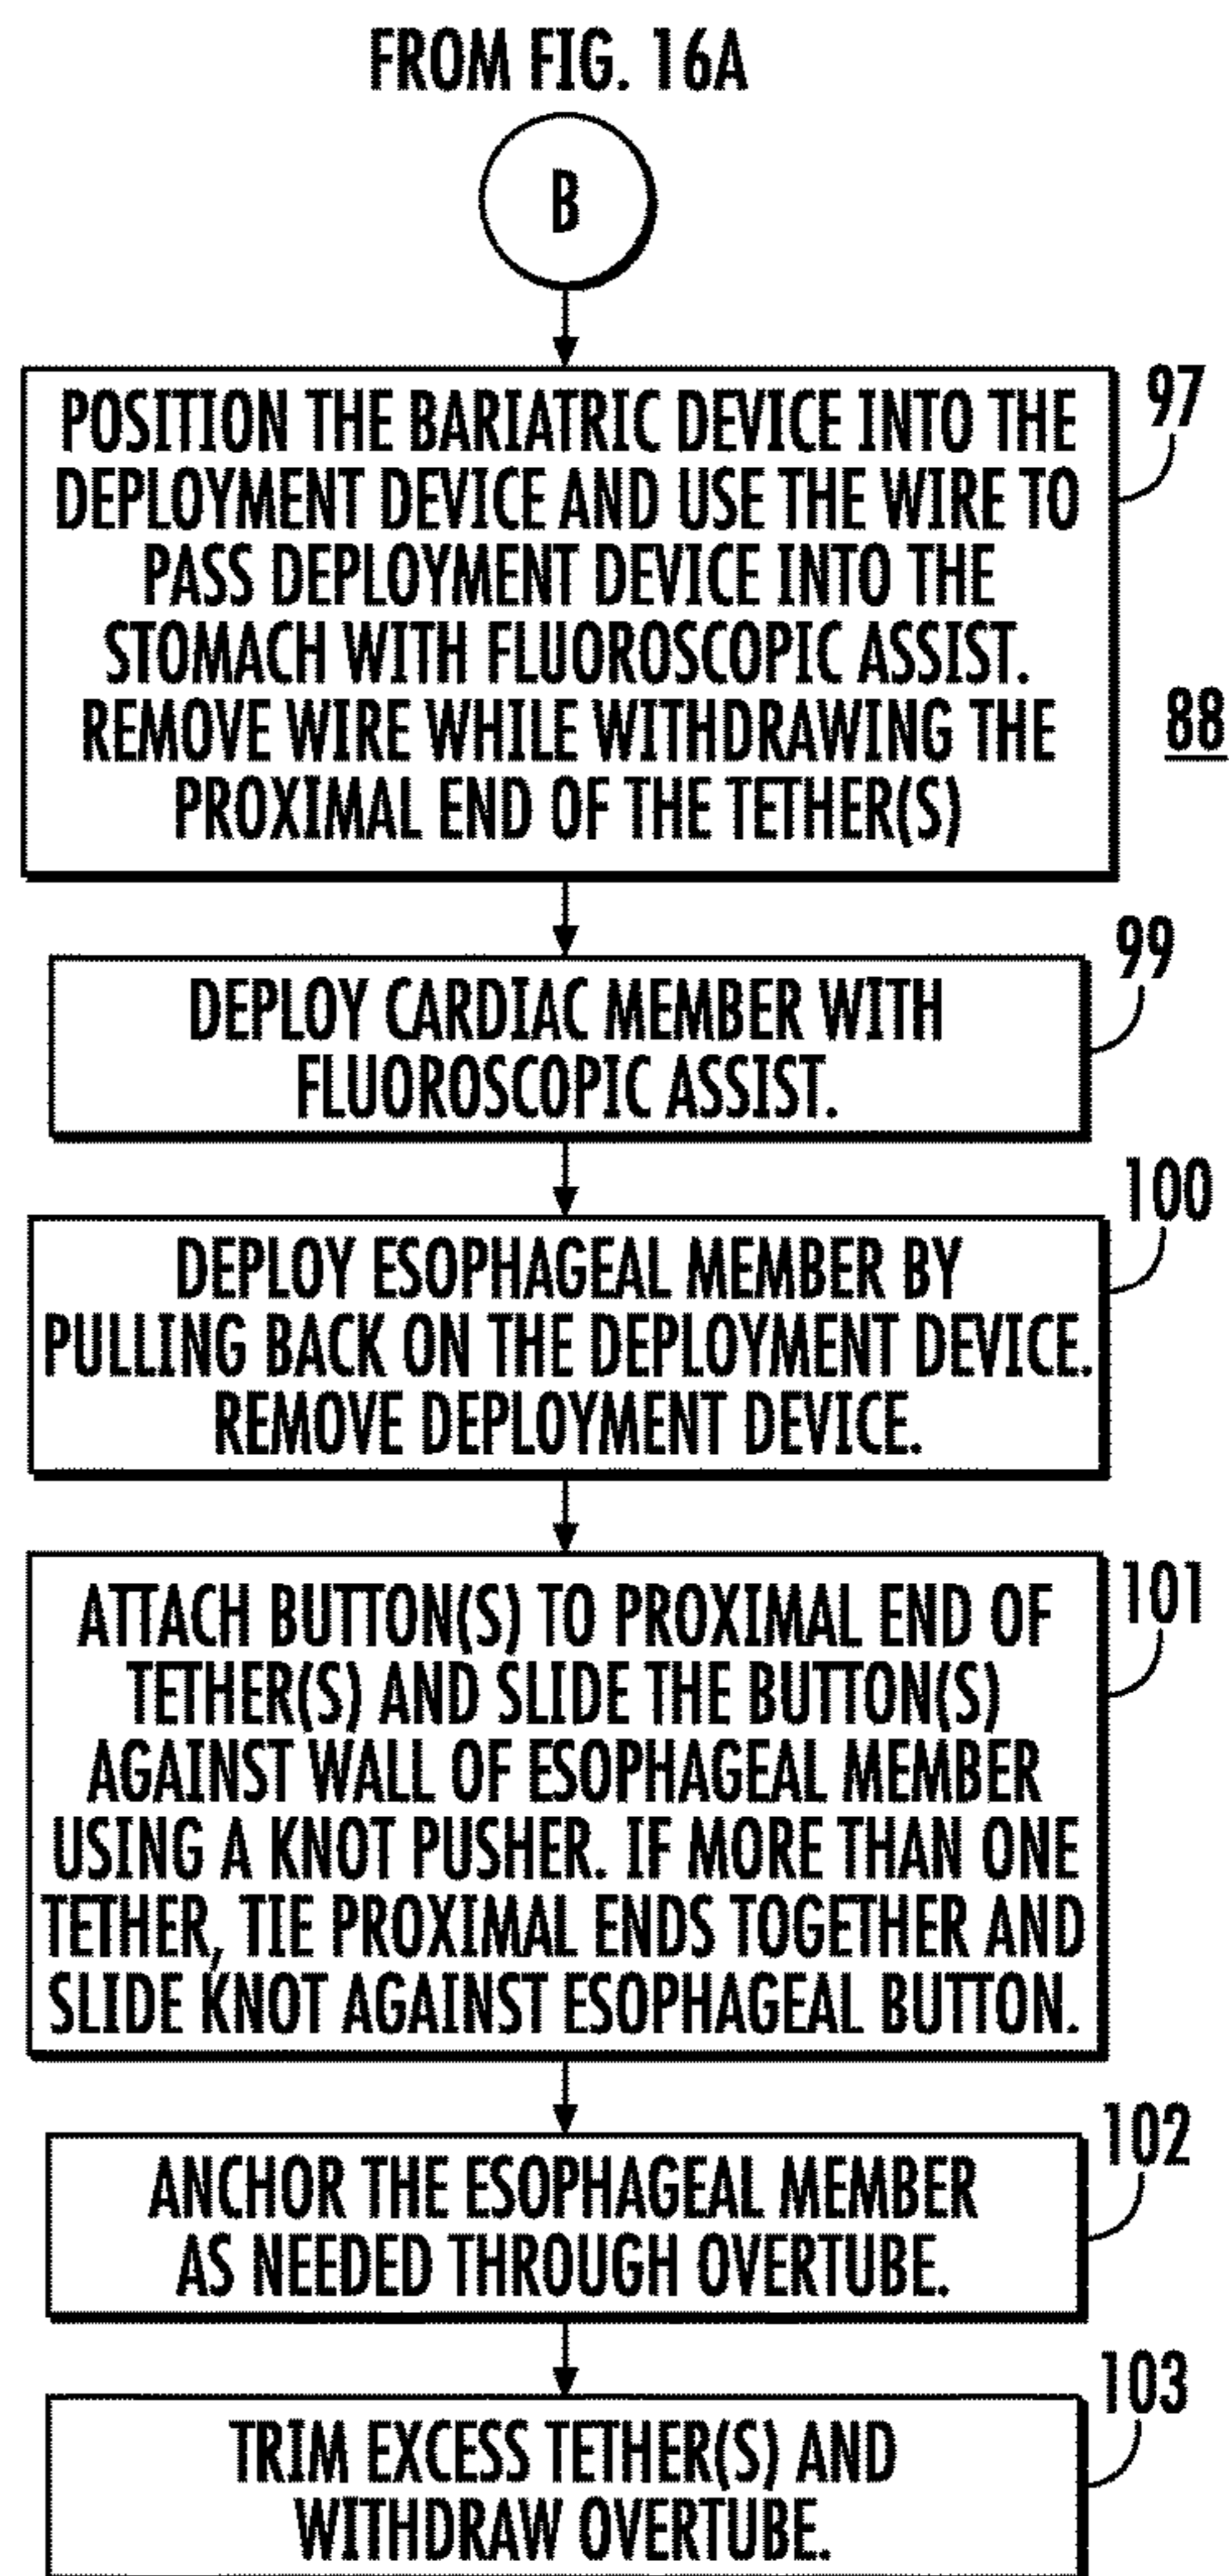 FROM FIG. 16A
B
97
POSITION THE BARIATRIC DEVICE INTO THE
DEPLOYMENT DEVICE AND USE THE WIRE TO
PASS DEPLOYMENT DEVICE INTO THE
STOMACH WITH FLUOROSCOPIC ASSIST.
REMOVE WIRE WHILE WITHDRAWING THE
PROXIMAL END OF THE TETHER(S)
88
99
DEPLOY CARDIAC MEMBER WITH
FLUOROSCOPIC ASSIST.
100
DEPLOY ESOPHAGEAL MEMBER BY
PULLING BACK ON THE DEPLOYMENT DEVICE.
REMOVE DEPLOYMENT DEVICE.
101
ATTACH BUTTON(S) TO PROXIMAL END OF
TETHER(S) AND SLIDE THE BUTTON(S)
AGAINST WALL OF ESOPHAGEAL MEMBER
USING A KNOT PUSHER. IF MORE THAN ONE
TETHER, TIE PROXIMAL ENDS TOGETHER AND
SLIDE KNOT AGAINST ESOPHAGEAL BUTTON.
102
ANCHOR THE ESOPHAGEAL MEMBER
AS NEEDED THROUGH OVERTUBE.
103
TRIM EXCESS TETHER(S) AND
WITHDRAW OVERTUBE.